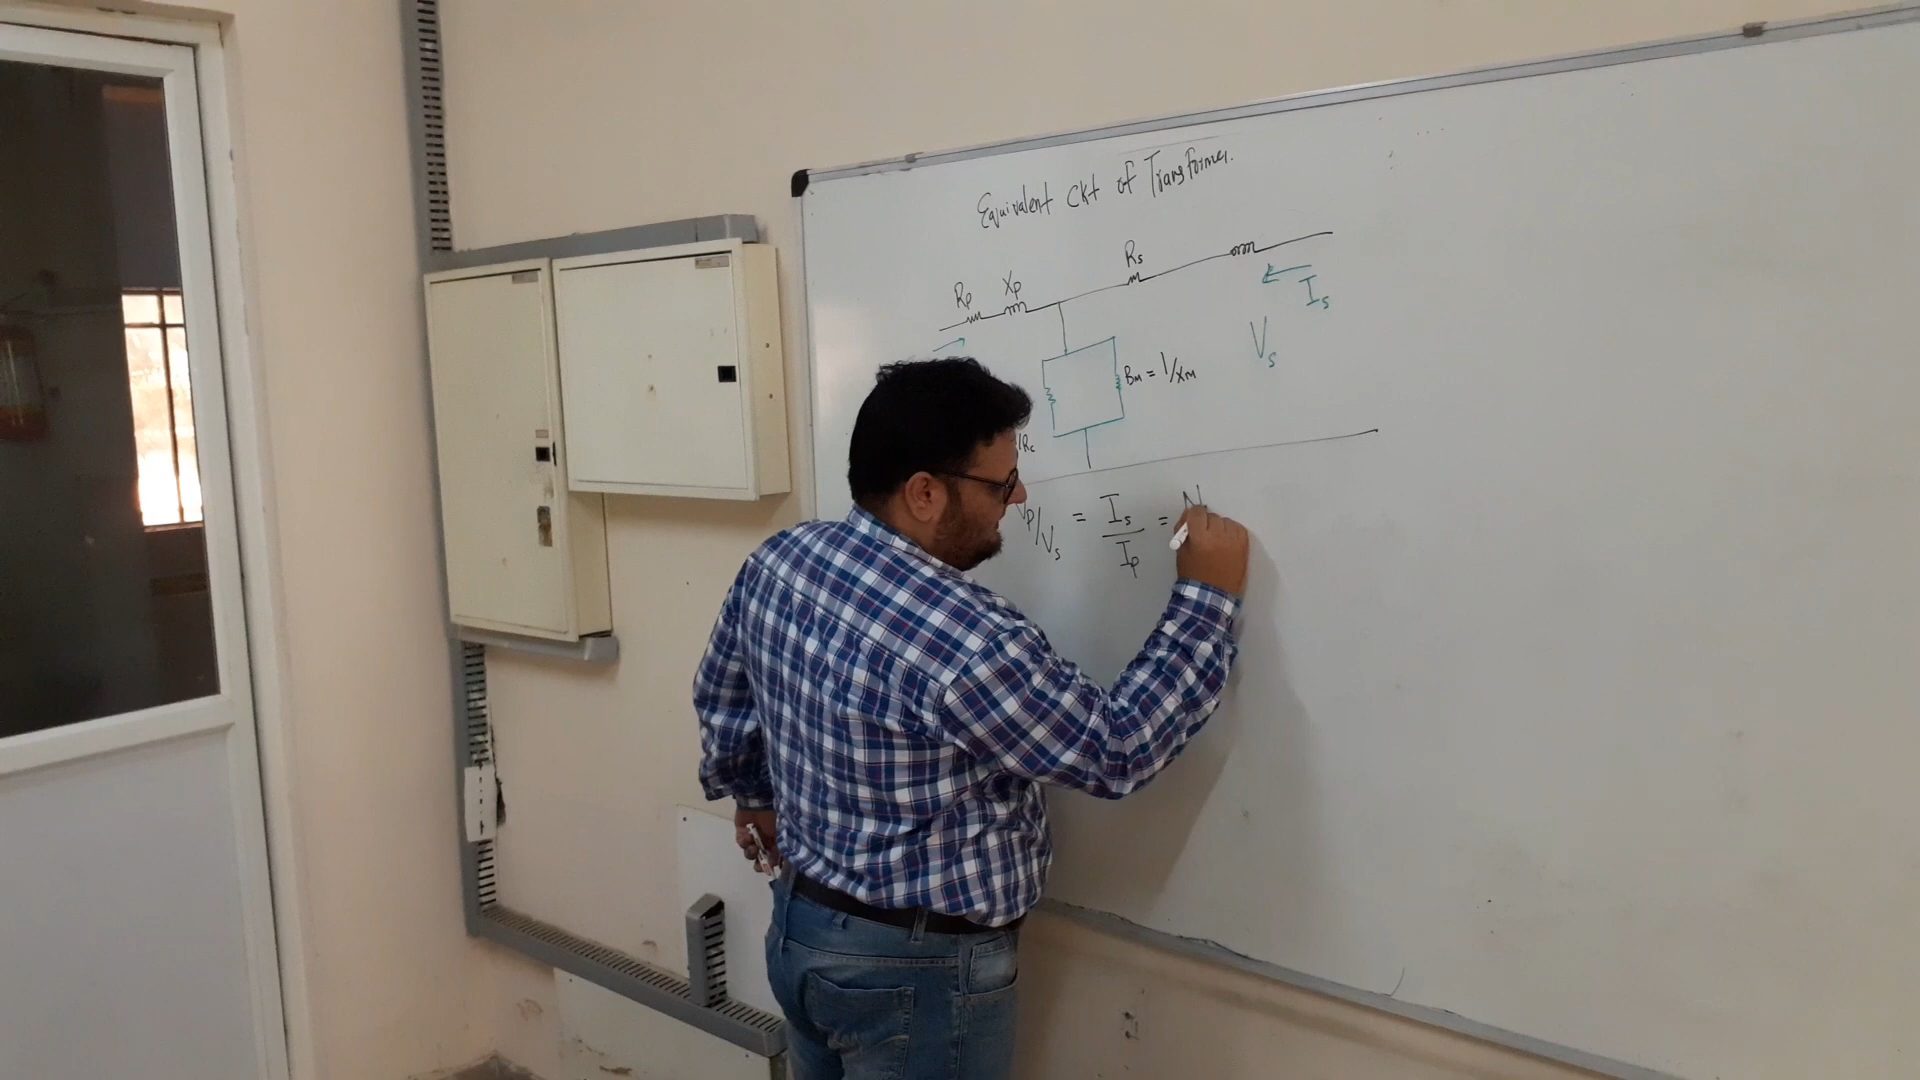 Equivalent ckt of Transformer.
Rs
Rp Xp
Is
Vs
Bm = 1/Xm
/Rc
Vp/Vs = Is/Ip = N